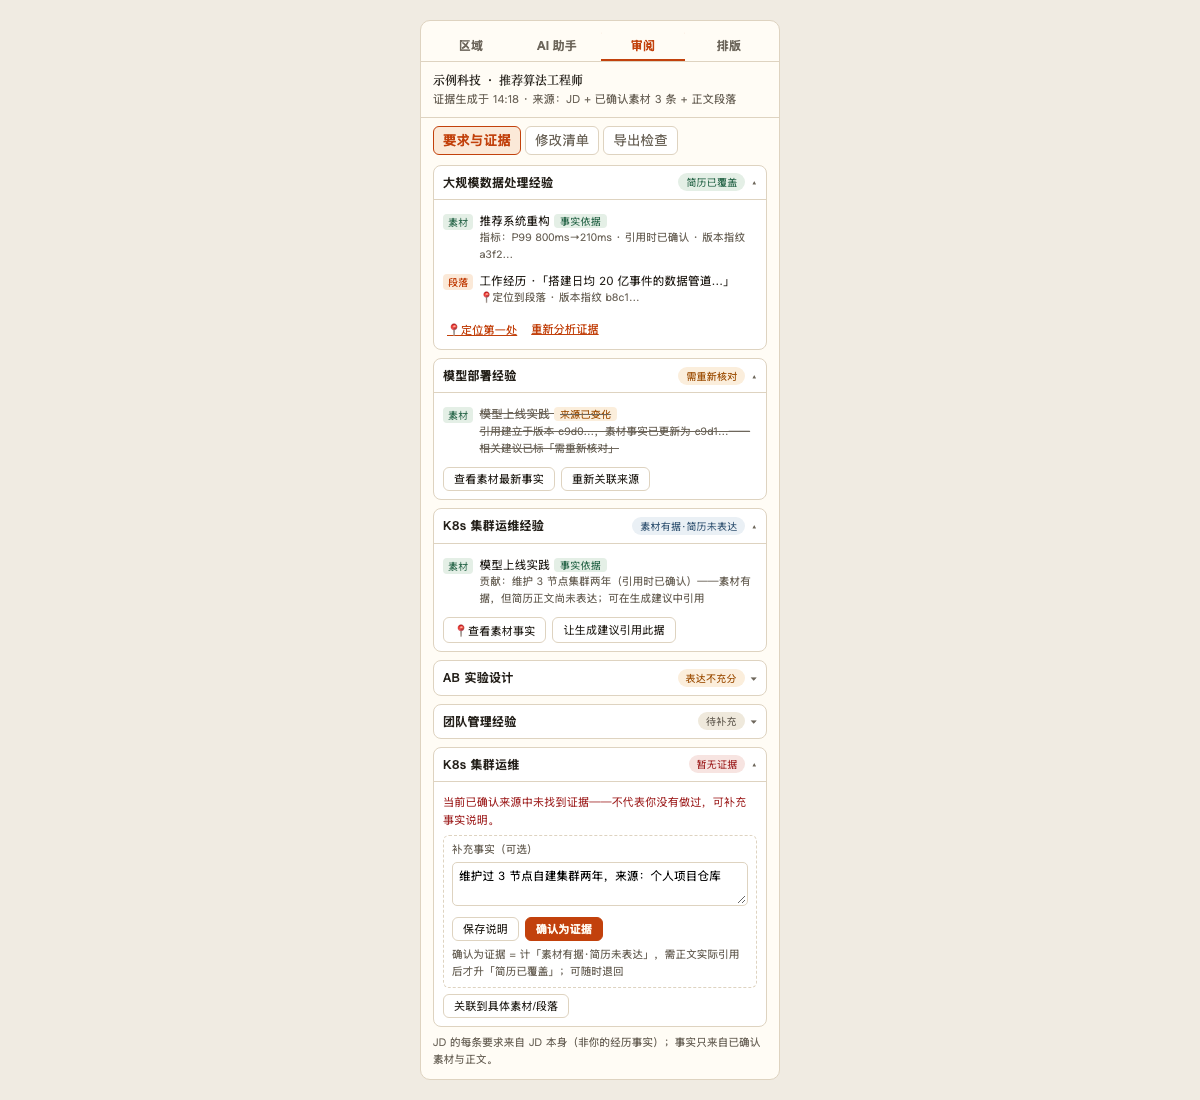 区域
AI 助手
审阅
排版
示例科技 · 推荐算法工程师
证据生成于 14:18 · 来源：JD + 已确认素材 3 条 + 正文段落
要求与证据
修改清单
导出检查
大规模数据处理经验
简历已覆盖
素材
推荐系统重构 事实依据
指标：P99 800ms→210ms · 引用时已确认 · 版本指纹
a3f2…
段落
工作经历 ·「搭建日均 20 亿事件的数据管道…」
📍定位到段落 · 版本指纹 b8c1…
📍定位第一处
重新分析证据
模型部署经验
需重新核对
素材
模型上线实践 来源已变化
引用建立于版本 c9d0…，素材事实已更新为 c9d1…——
相关建议已标「需重新核对」
查看素材最新事实
重新关联来源
K8s 集群运维经验
素材有据·简历未表达
素材
模型上线实践 事实依据
贡献：维护 3 节点集群两年（引用时已确认）——素材有
据，但简历正文尚未表达；可在生成建议中引用
📍查看素材事实
让生成建议引用此据
AB 实验设计
表达不充分
团队管理经验
待补充
K8s 集群运维
暂无证据
当前已确认来源中未找到证据——不代表你没有做过，可补充
事实说明。
补充事实（可选）
维护过 3 节点自建集群两年，来源：个人项目仓库
保存说明
确认为证据
确认为证据 = 计「素材有据·简历未表达」，需正文实际引用
后才升「简历已覆盖」；可随时退回
关联到具体素材/段落
JD 的每条要求来自 JD 本身（非你的经历事实）；事实只来自已确认
素材与正文。